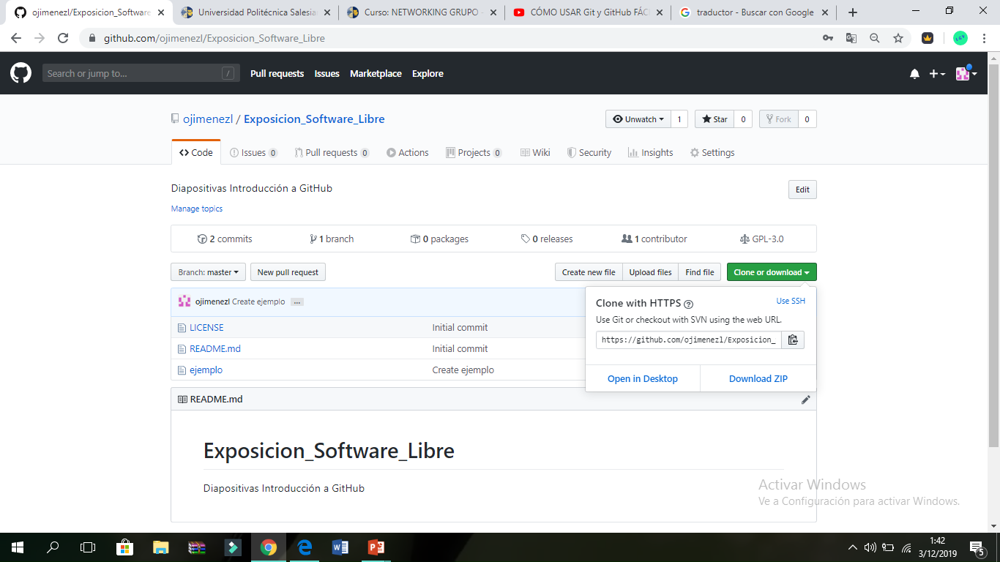 ojimenezl/Exposicion_Software
Universidad Politécnica Salesia
Curso: NETWORKING GRUPO
CÓMO USAR Git y GitHub FÁC
traductor - Buscar con Google
github.com/ojimenezl/Exposicion_Software_Libre
Search or jump to... /
Pull requests Issues Marketplace Explore
ojimenezl / Exposicion_Software_Libre
Unwatch 1 Star 0 Fork 0
Code Issues 0 Pull requests 0 Actions Projects 0 Wiki Security Insights Settings
Diapositivas Introducción a GitHub
Edit
Manage topics
2 commits 1 branch 0 packages 0 releases 1 contributor GPL-3.0
Branch: master New pull request Create new file Upload files Find file Clone or download
ojimenezl Create ejemplo ...
LICENSE Initial commit
README.md Initial commit
ejemplo Create ejemplo
Clone with HTTPS ? Use SSH
Use Git or checkout with SVN using the web URL.
https://github.com/ojimenezl/Exposicion_
Open in Desktop Download ZIP
README.md
Exposicion_Software_Libre
Diapositivas Introducción a GitHub
Activar Windows
Ve a Configuración para activar Windows.
1:42
3/12/2019
5